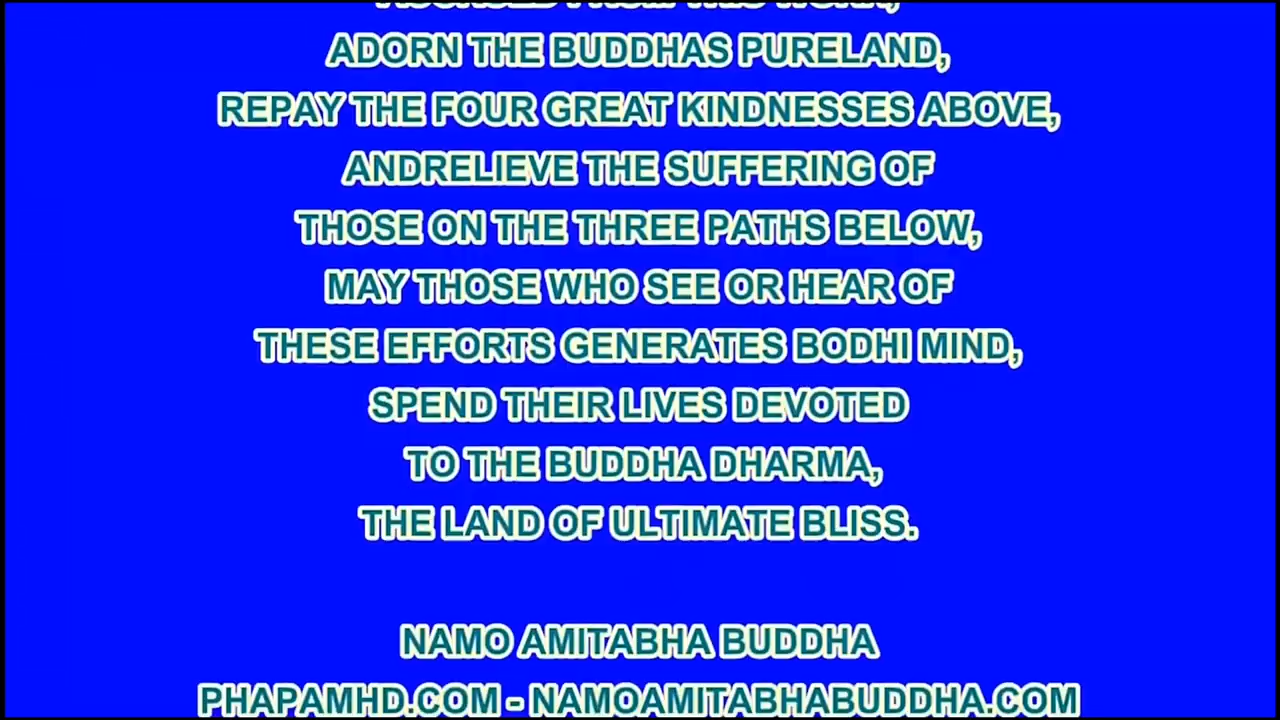 ADORN THE BUDDHAS PURELAND,
REPAY THE FOUR GREAT KINDNESSES ABOVE,
ANDRELIEVE THE SUFFERING OF
THOSE ON THE THREE PATHS BELOW,
MAY THOSE WHO SEE OR HEAR OF
THESE EFFORTS GENERATES BODHI MIND,
SPEND THEIR LIVES DEVOTED
TO THE BUDDHA DHARMA,
THE LAND OF ULTIMATE BLISS.
NAMO AMITABHA BUDDHA
PHAPAMHD.COM - NAMOAMITABHABUDDHA.COM